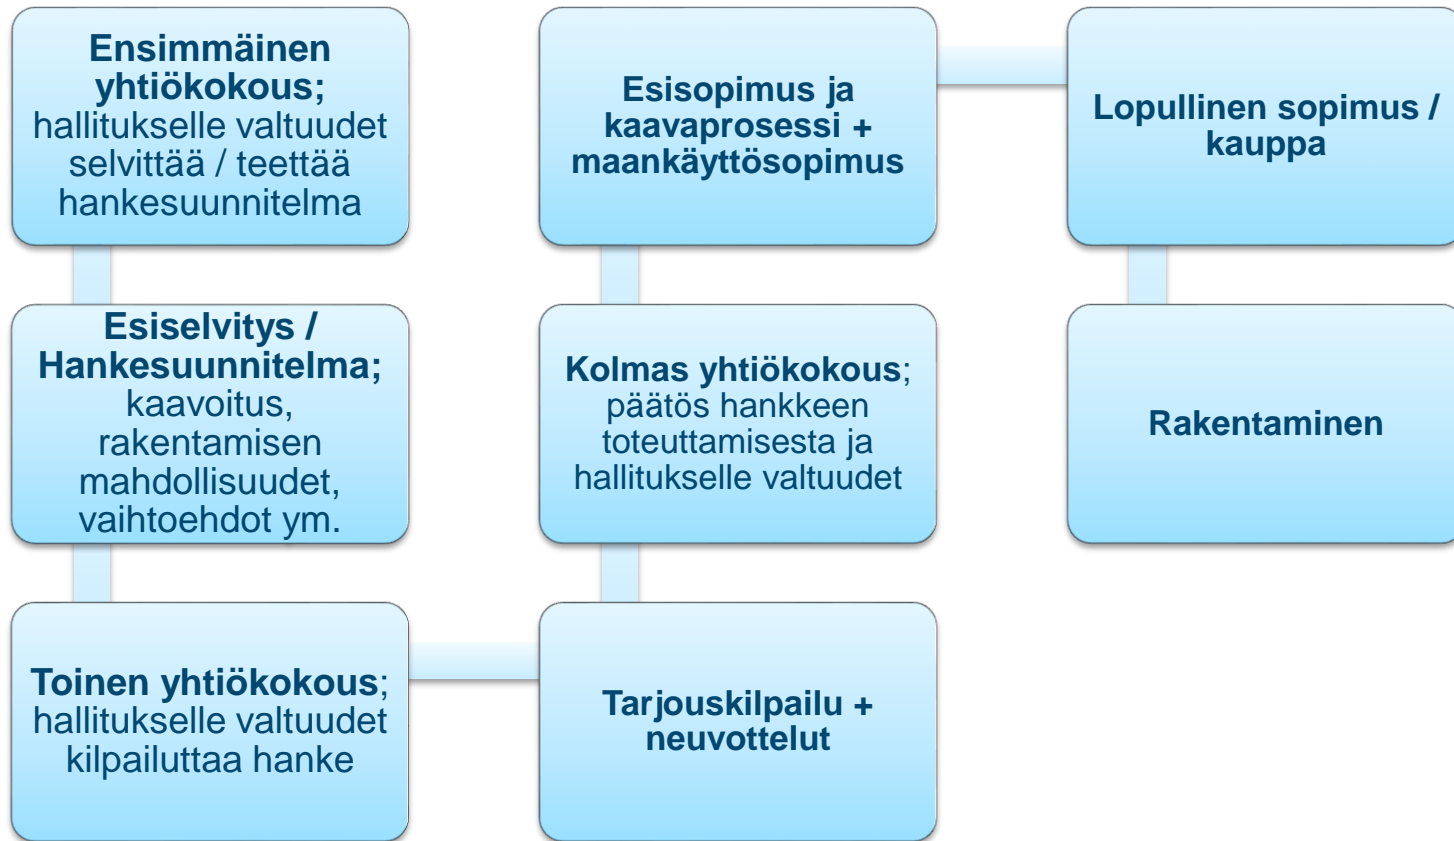 Ensimmäinen
yhtiökokous;
hallitukselle valtuudet
selvittää / teettää
hankesuunnitelma
Esiselvitys /
Hankesuunnitelma;
kaavoitus,
rakentamisen
mahdollisuudet,
vaihtoehdot ym.
Toinen yhtiökokous;
hallitukselle valtuudet
kilpailuttaa hanke
Tarjouskilpailu +
neuvottelut
Kolmas yhtiökokous;
päätös hankkeen
toteuttamisesta ja
hallitukselle valtuudet
Esisopimus ja
kaavaprosessi +
maankäyttösopimus
Lopullinen sopimus /
kauppa
Rakentaminen